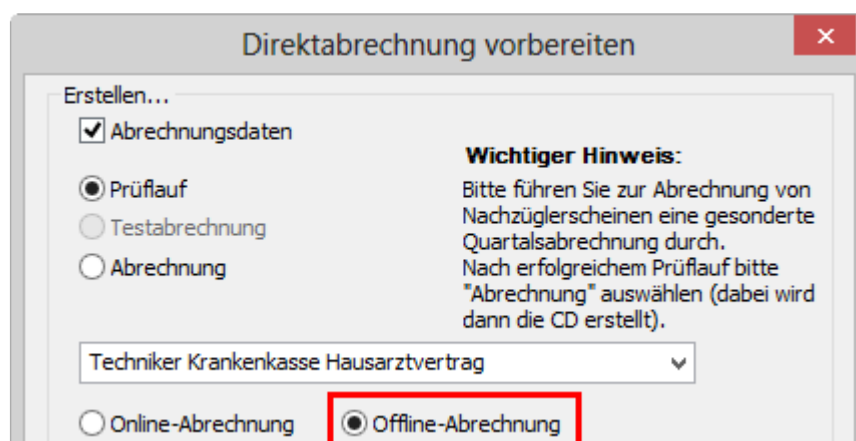 Direktabrechnung vorbereiten
Erstellen...
Abrechnungsdaten
Wichtiger Hinweis:
Prüflauf
Bitte führen Sie zur Abrechnung von
Testabrechnung
Nachzüglerscheinen eine gesonderte
Quartalsabrechnung durch.
Abrechnung
Nach erfolgreichem Prüflauf bitte
"Abrechnung" auswählen (dabei wird
dann die CD erstellt).
Techniker Krankenkasse Hausarztvertrag
Online-Abrechnung
Offline-Abrechnung